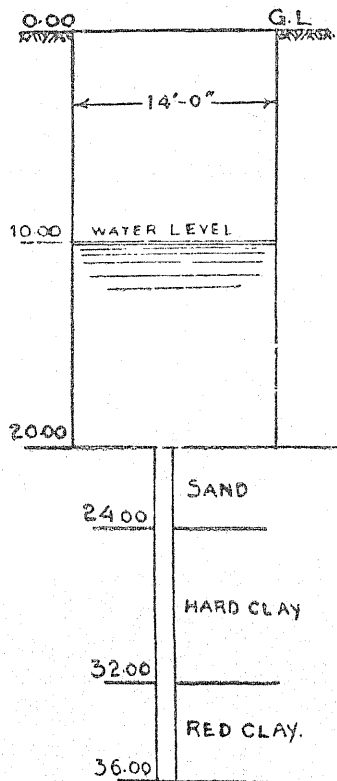 0.00 G.L
14'-0"
10.00 WATER LEVEL
20.00
SAND
24.00
HARD CLAY
32.00
RED CLAY.
36.00